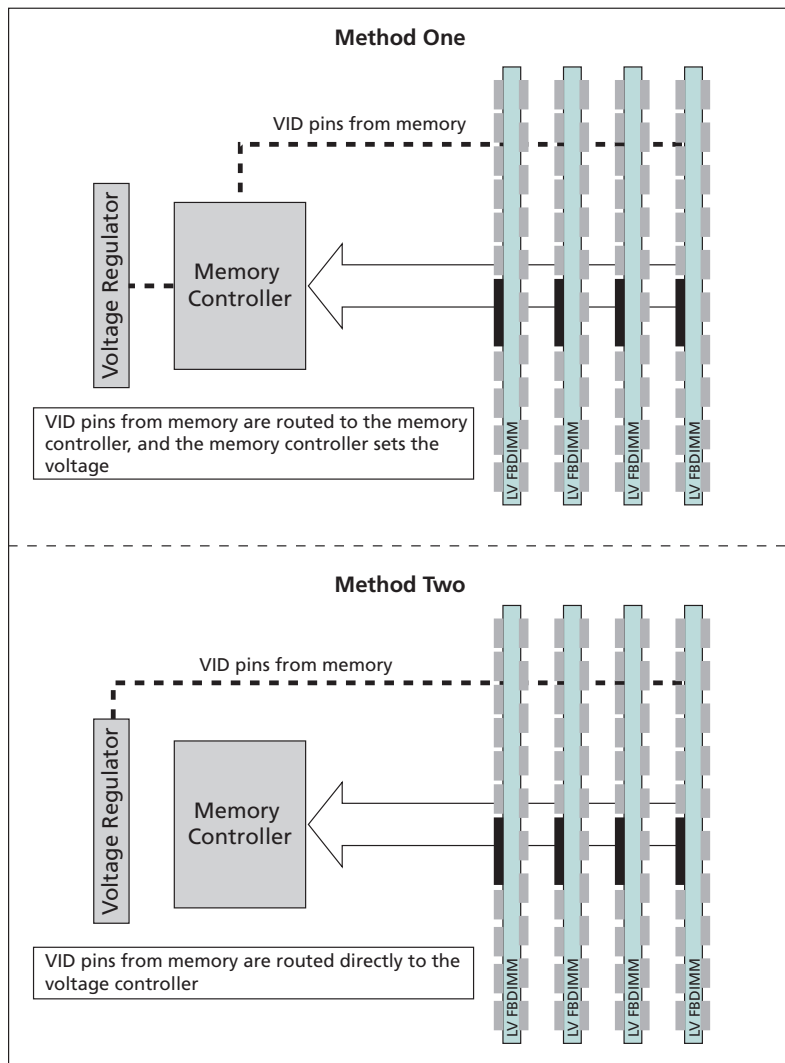 Method One
VID pins from memory
Voltage Regulator
Memory
Controller
VID pins from memory are routed to the memory
controller, and the memory controller sets the
voltage
LV FBDIMM
LV FBDIMM
LV FBDIMM
LV FBDIMM
Method Two
VID pins from memory
Voltage Regulator
Memory
Controller
VID pins from memory are routed directly to the
voltage controller
LV FBDIMM
LV FBDIMM
LV FBDIMM
LV FBDIMM